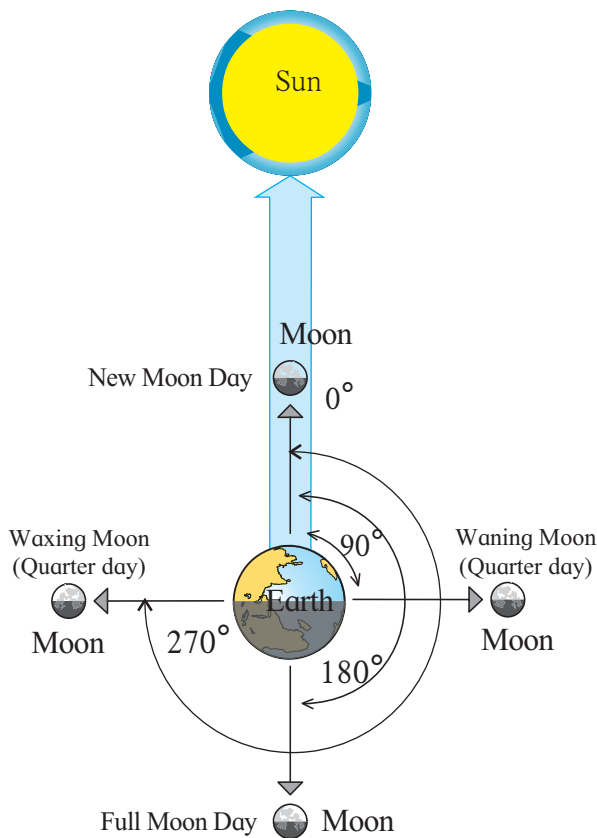 Sun
Moon
New Moon Day
0°
Waxing Moon
(Quarter day)
Moon
90°
Waning Moon
(Quarter day)
Moon
Earth
270°
180°
Full Moon Day
Moon